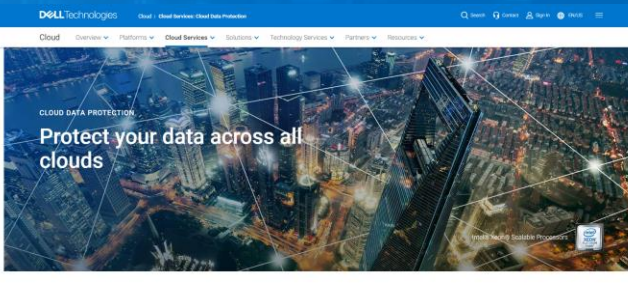 DELLTechnologies Cloud | Cloud Services: Cloud Data Protection Search Contact Sign In EN/US
Cloud Overview Platforms Cloud Services Solutions Technology Services Partners Resources
CLOUD DATA PROTECTION
Protect your data across all
clouds
Intel® Xeon® Scalable Processors